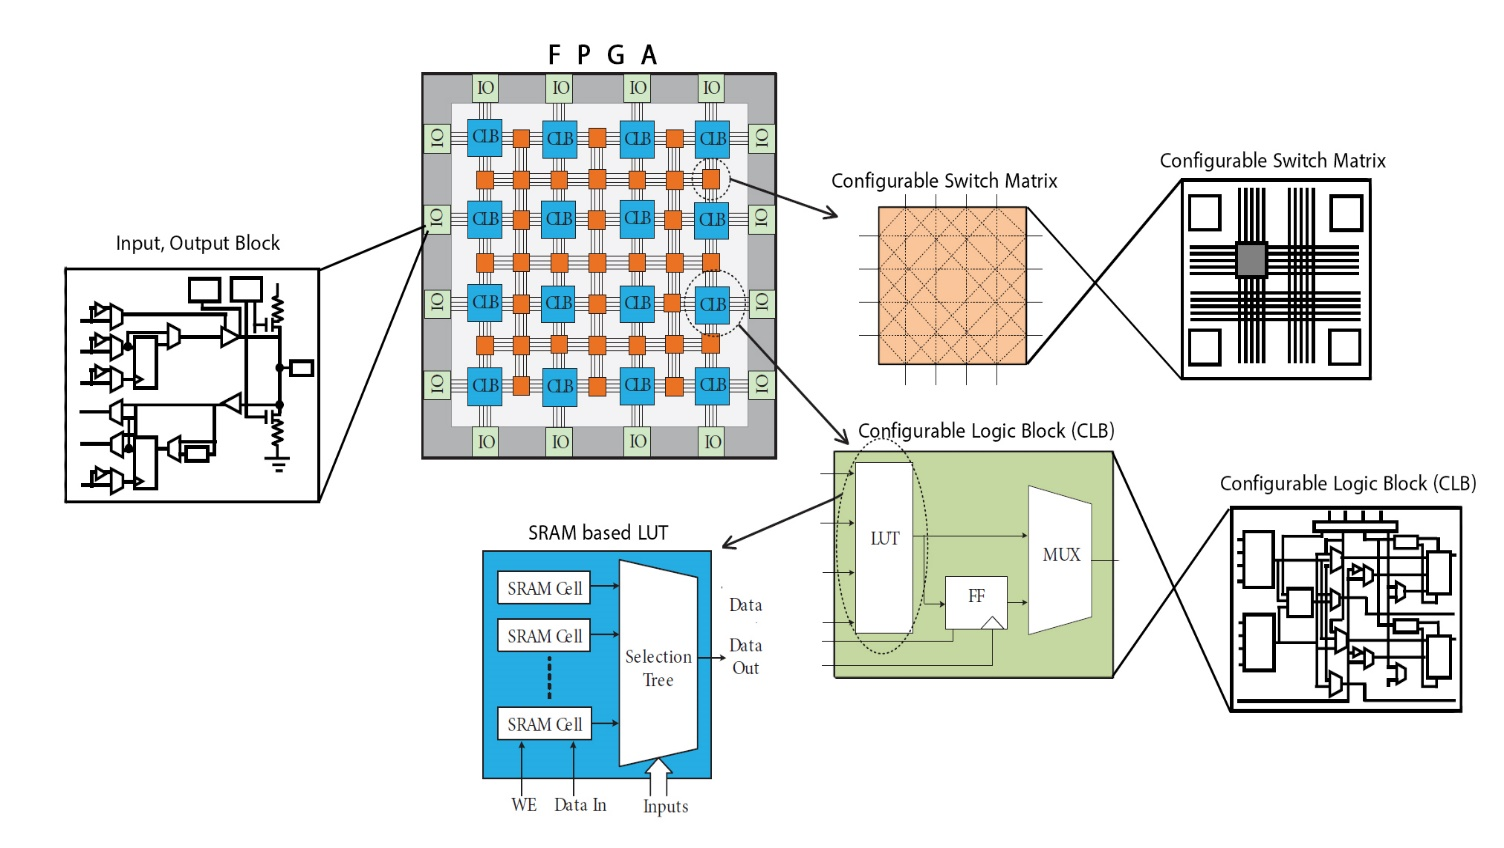 F P G A
IO IO IO IO
IO CLB CLB CLB CLB IO
IO CLB CLB CLB CLB IO
IO CLB CLB CLB CLB IO
IO CLB CLB CLB CLB IO
IO IO IO IO
Input, Output Block
Configurable Switch Matrix
Configurable Switch Matrix
Configurable Logic Block (CLB)
LUT
FF
MUX
Configurable Logic Block (CLB)
SRAM based LUT
SRAM Cell
SRAM Cell
SRAM Cell
Selection
Tree
Data
Data
Out
WE
Data In
Inputs